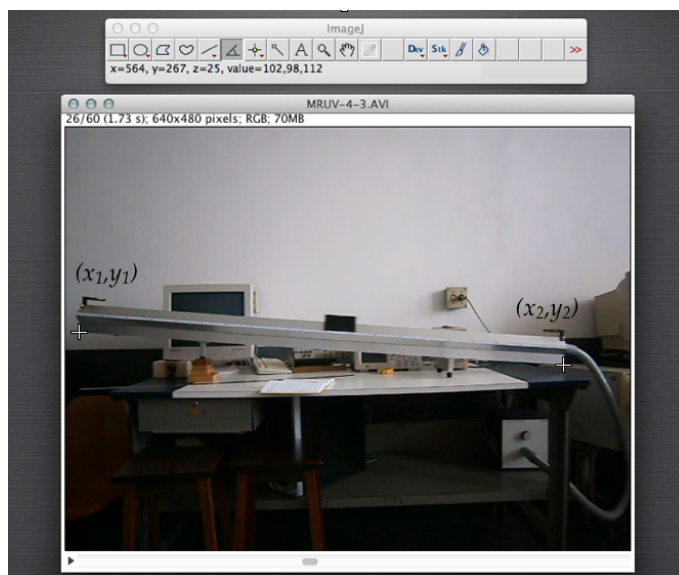 ImageJ
A Dev Stk >>
x=564, y=267, z=25, value=102,98,112
MRUV-4-3.AVI
26/60 (1.73 s); 640x480 pixels; RGB; 70MB
(x1,y1)
(x2,y2)